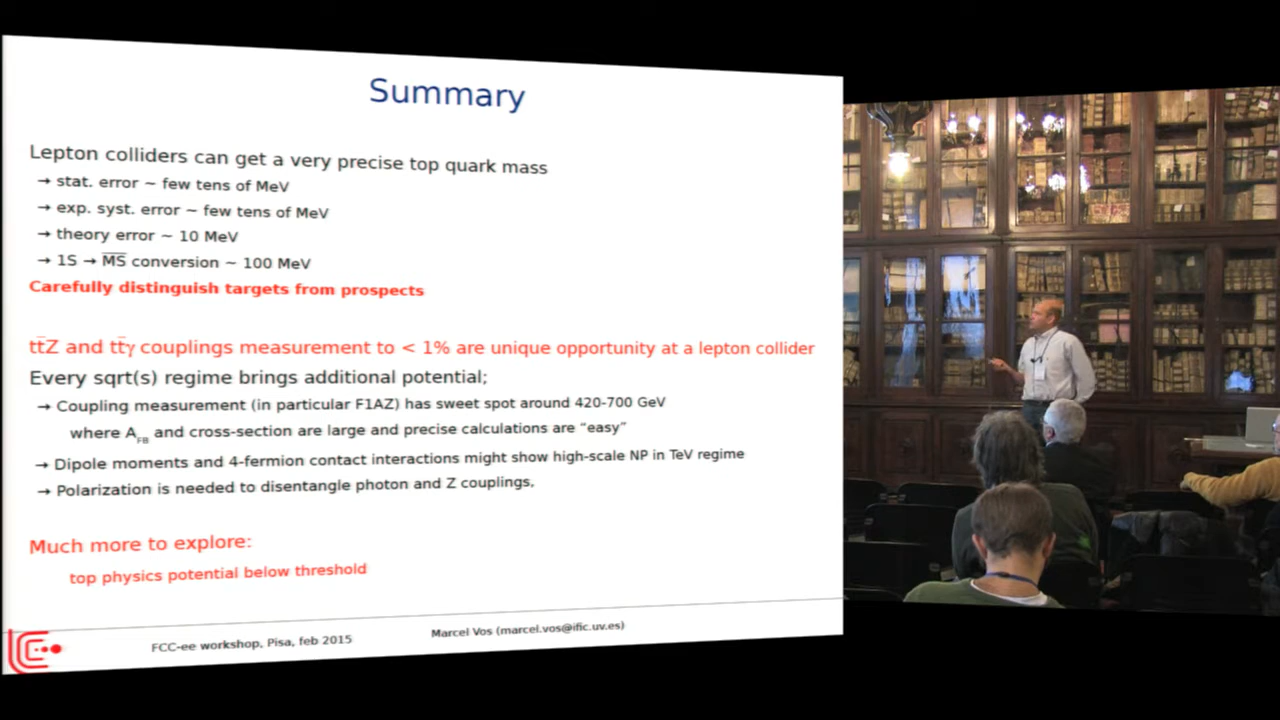 Summary
Lepton colliders can get a very precise top quark mass
→ stat. error ~ few tens of MeV
→ exp. syst. error ~ few tens of MeV
→ theory error ~ 10 MeV
→ 1S → M̅S̅ conversion ~ 100 MeV
Carefully distinguish targets from prospects
tt̄Z and tt̄γ couplings measurement to < 1% are unique opportunity at a lepton collider
Every sqrt(s) regime brings additional potential;
→ Coupling measurement (in particular F1AZ) has sweet spot around 420-700 GeV
where A_FB and cross-section are large and precise calculations are “easy”
→ Dipole moments and 4-fermion contact interactions might show high-scale NP in TeV regime
→ Polarization is needed to disentangle photon and Z couplings,
Much more to explore:
top physics potential below threshold
FCC-ee workshop, Pisa, feb 2015
Marcel Vos (marcel.vos@ific.uv.es)